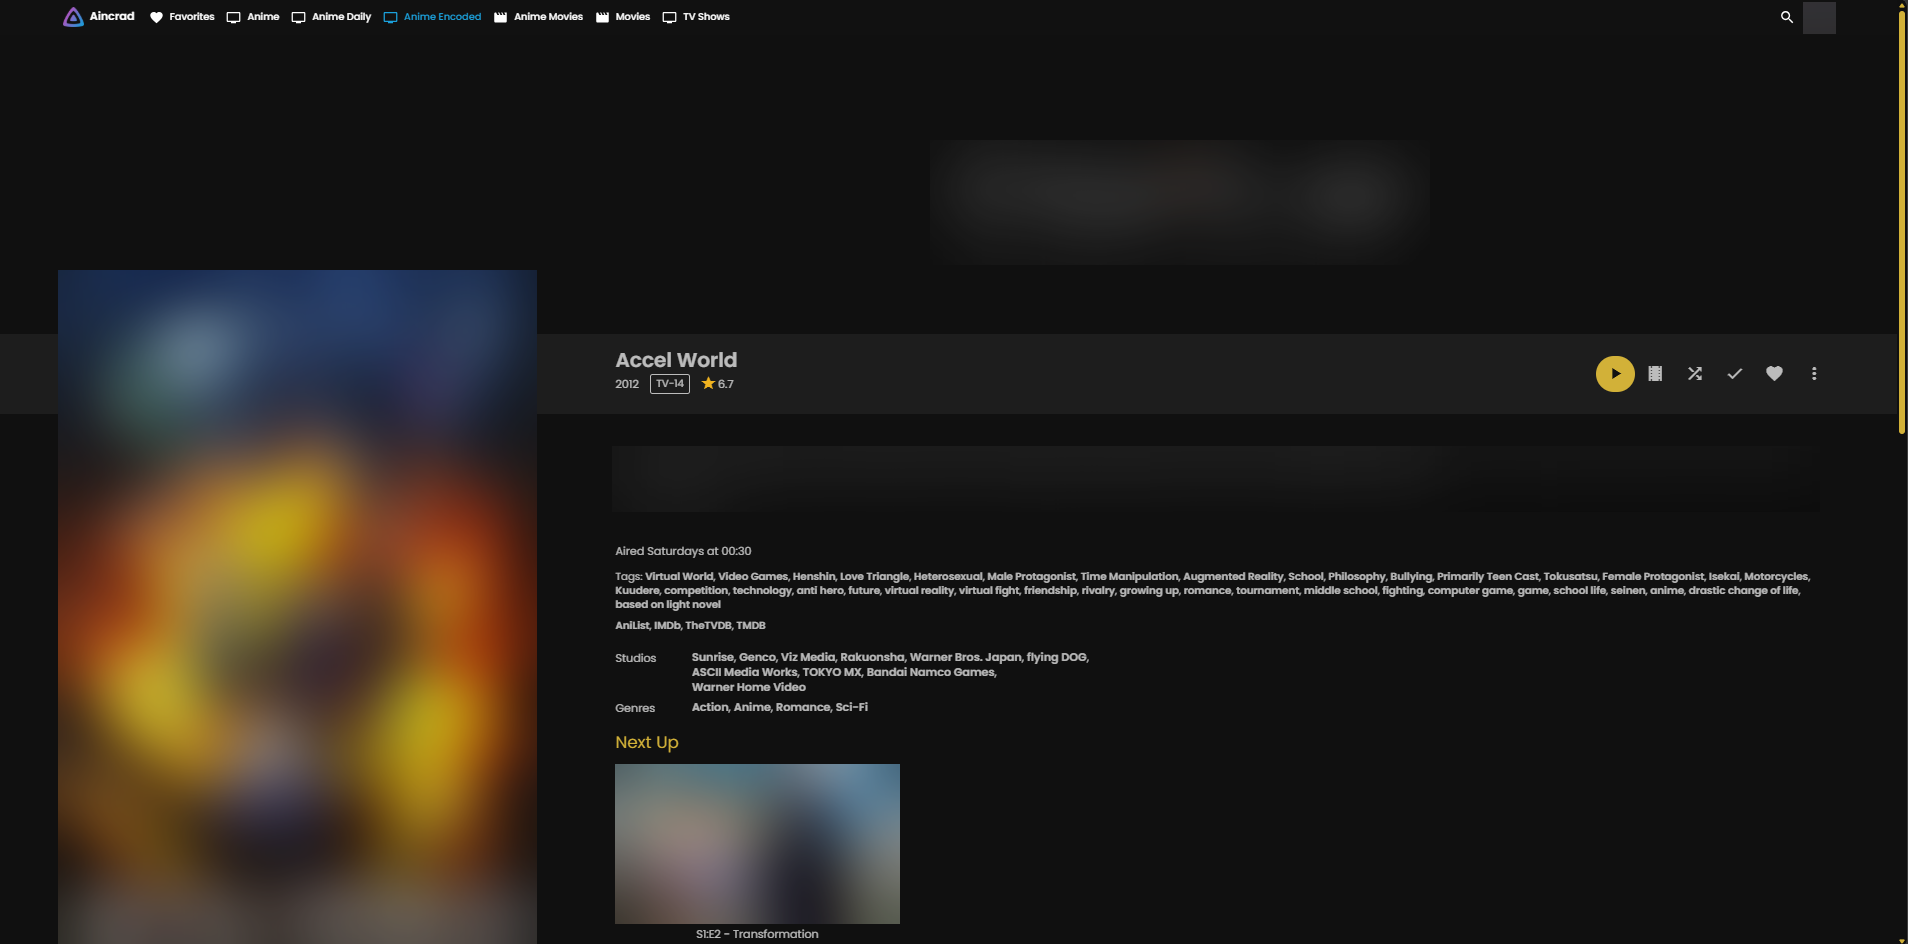 Aincrad Favorites Anime Anime Daily Anime Encoded Anime Movies Movies TV Shows
Accel World
2012 TV-14 6.7
Aired Saturdays at 00:30
Tags: Virtual World, Video Games, Henshin, Love Triangle, Heterosexual, Male Protagonist, Time Manipulation, Augmented Reality, School, Philosophy, Bullying, Primarily Teen Cast, Tokusatsu, Female Protagonist, Isekai, Motorcycles,
Kuudere, competition, technology, anti hero, future, virtual reality, virtual fight, friendship, rivalry, growing up, romance, tournament, middle school, fighting, computer game, game, school life, seinen, anime, drastic change of life,
based on light novel
AniList, IMDb, TheTVDB, TMDB
Studios Sunrise, Genco, Viz Media, Rakuonsha, Warner Bros. Japan, flying DOG,
ASCII Media Works, TOKYO MX, Bandai Namco Games,
Warner Home Video
Genres Action, Anime, Romance, Sci-Fi
Next Up
S1:E2 - Transformation